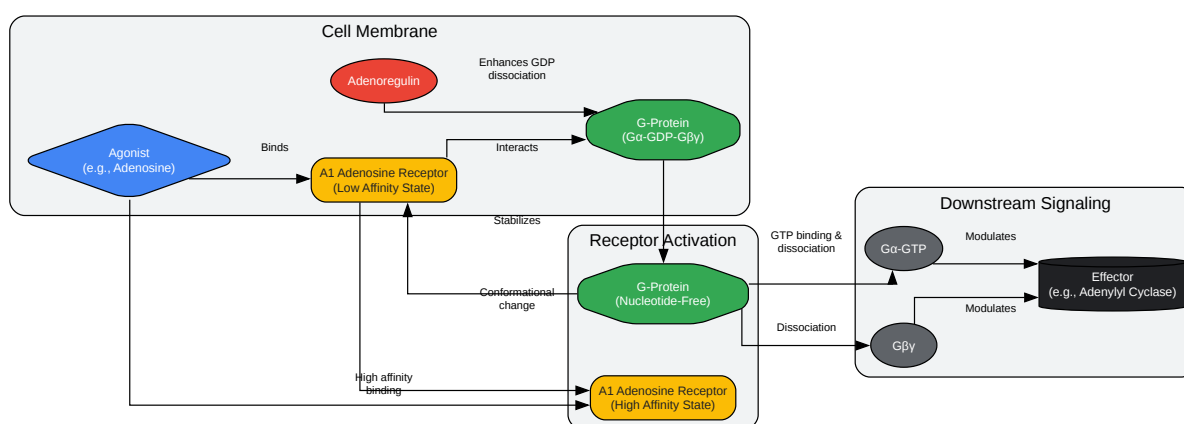 Cell Membrane
Adenoregulin
Enhances GDP
dissociation
G-Protein
(Gα-GDP-Gβγ)
Agonist
(e.g., Adenosine)
Binds
A1 Adenosine Receptor
(Low Affinity State)
Interacts
Stabilizes
Receptor Activation
G-Protein
(Nucleotide-Free)
Conformational
change
High affinity
binding
A1 Adenosine Receptor
(High Affinity State)
GTP binding &
dissociation
Dissociation
Downstream Signaling
Gα-GTP
Modulates
Effector
(e.g., Adenylyl Cyclase)
Modulates
Gβγ